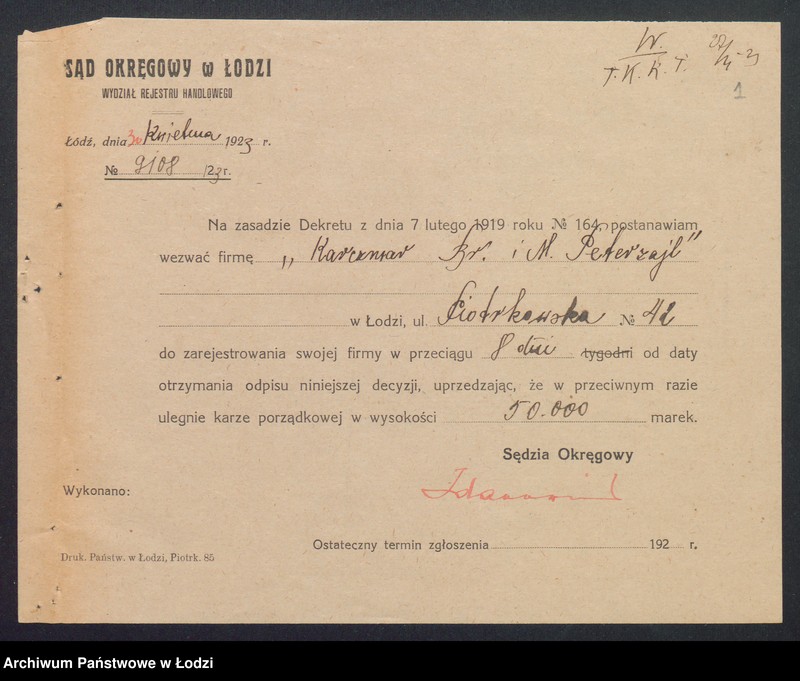 W.
T. K. R. T.
1
SĄD OKRĘGOWY w ŁODZI
WYDZIAŁ REJESTRU HANDLOWEGO
Łódź, dnia 30 Kwietnia 1923 r.
№ 9108 /23 r.
Na zasadzie Dekretu z dnia 7 lutego 1919 roku № 164, postanawiam
wezwać firmę „Karczmar Br. i M. Peterzajl"
w Łodzi, ul. Piotrkowska № 42
do zarejestrowania swojej firmy w przeciągu 8 dni tygodni od daty
otrzymania odpisu niniejszej decyzji, uprzedzając, że w przeciwnym razie
ulegnie karze porządkowej w wysokości 50.000 marek.
Sędzia Okręgowy
Wykonano:
Ostateczny termin zgłoszenia 192 r.
Druk. Państw. w Łodzi, Piotrk. 85
Archiwum Państwowe w Łodzi